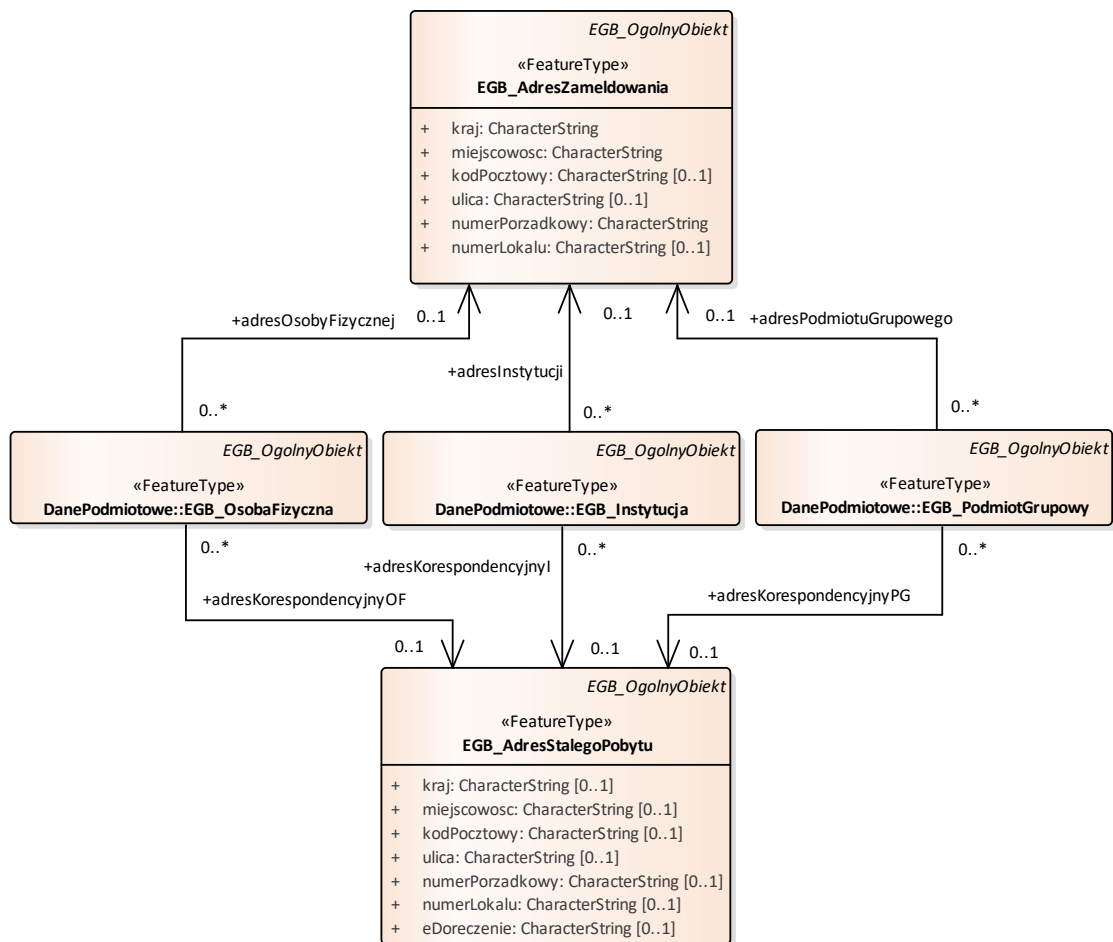 EGB_OgolnyObiekt
«FeatureType»
EGB_AdresZameldowania
+ kraj: CharacterString
+ miejscowosc: CharacterString
+ kodPocztowy: CharacterString [0..1]
+ ulica: CharacterString [0..1]
+ numerPorzadkowy: CharacterString
+ numerLokalu: CharacterString [0..1]
+adresOsobyFizycznej
0..1
0..1
0..1
+adresPodmiotuGrupowego
+adresInstytucji
0..*
0..*
0..*
EGB_OgolnyObiekt
«FeatureType»
DanePodmiotowe::EGB_OsobaFizyczna
EGB_OgolnyObiekt
«FeatureType»
DanePodmiotowe::EGB_Instytucja
EGB_OgolnyObiekt
«FeatureType»
DanePodmiotowe::EGB_PodmiotGrupowy
0..*
0..*
0..*
+adresKorespondencyjnyI
+adresKorespondencyjnyOF
+adresKorespondencyjnyPG
0..1
0..1
0..1
EGB_OgolnyObiekt
«FeatureType»
EGB_AdresStalegoPobytu
+ kraj: CharacterString [0..1]
+ miejscowosc: CharacterString [0..1]
+ kodPocztowy: CharacterString [0..1]
+ ulica: CharacterString [0..1]
+ numerPorzadkowy: CharacterString [0..1]
+ numerLokalu: CharacterString [0..1]
+ eDoreczenie: CharacterString [0..1]